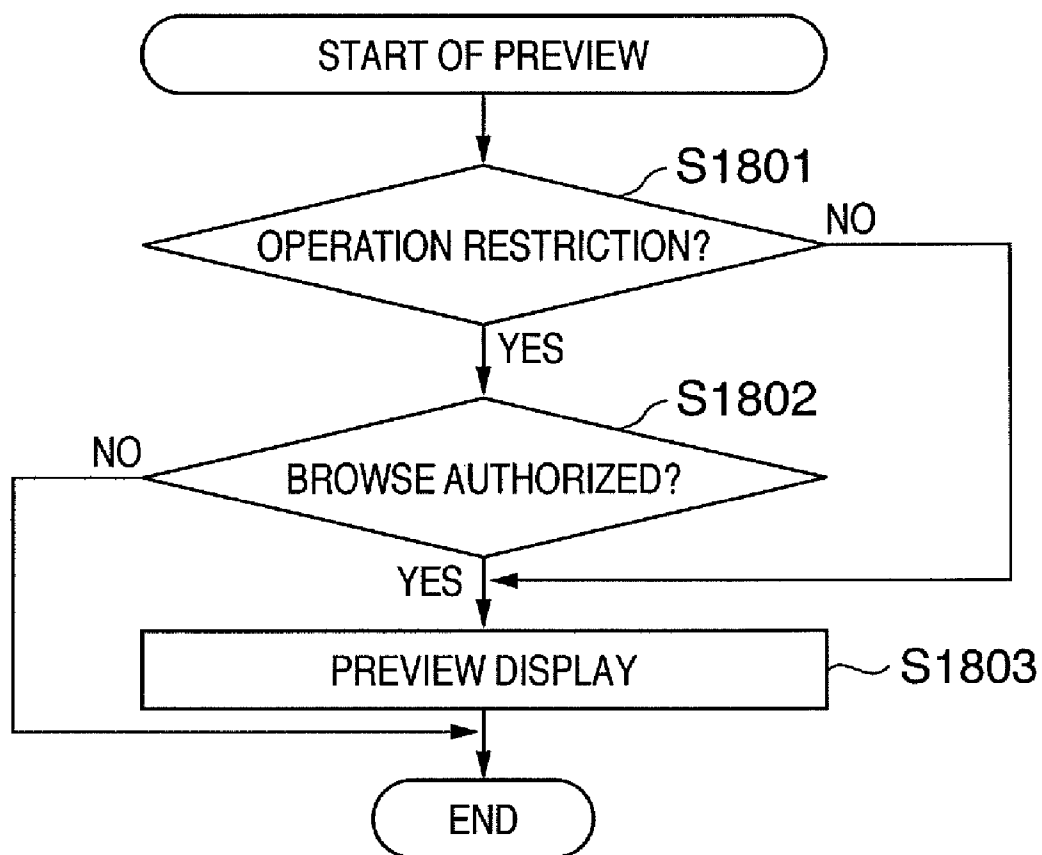 START OF PREVIEW
S1801
OPERATION RESTRICTION?
NO
YES
S1802
NO
BROWSE AUTHORIZED?
YES
PREVIEW DISPLAY
S1803
END